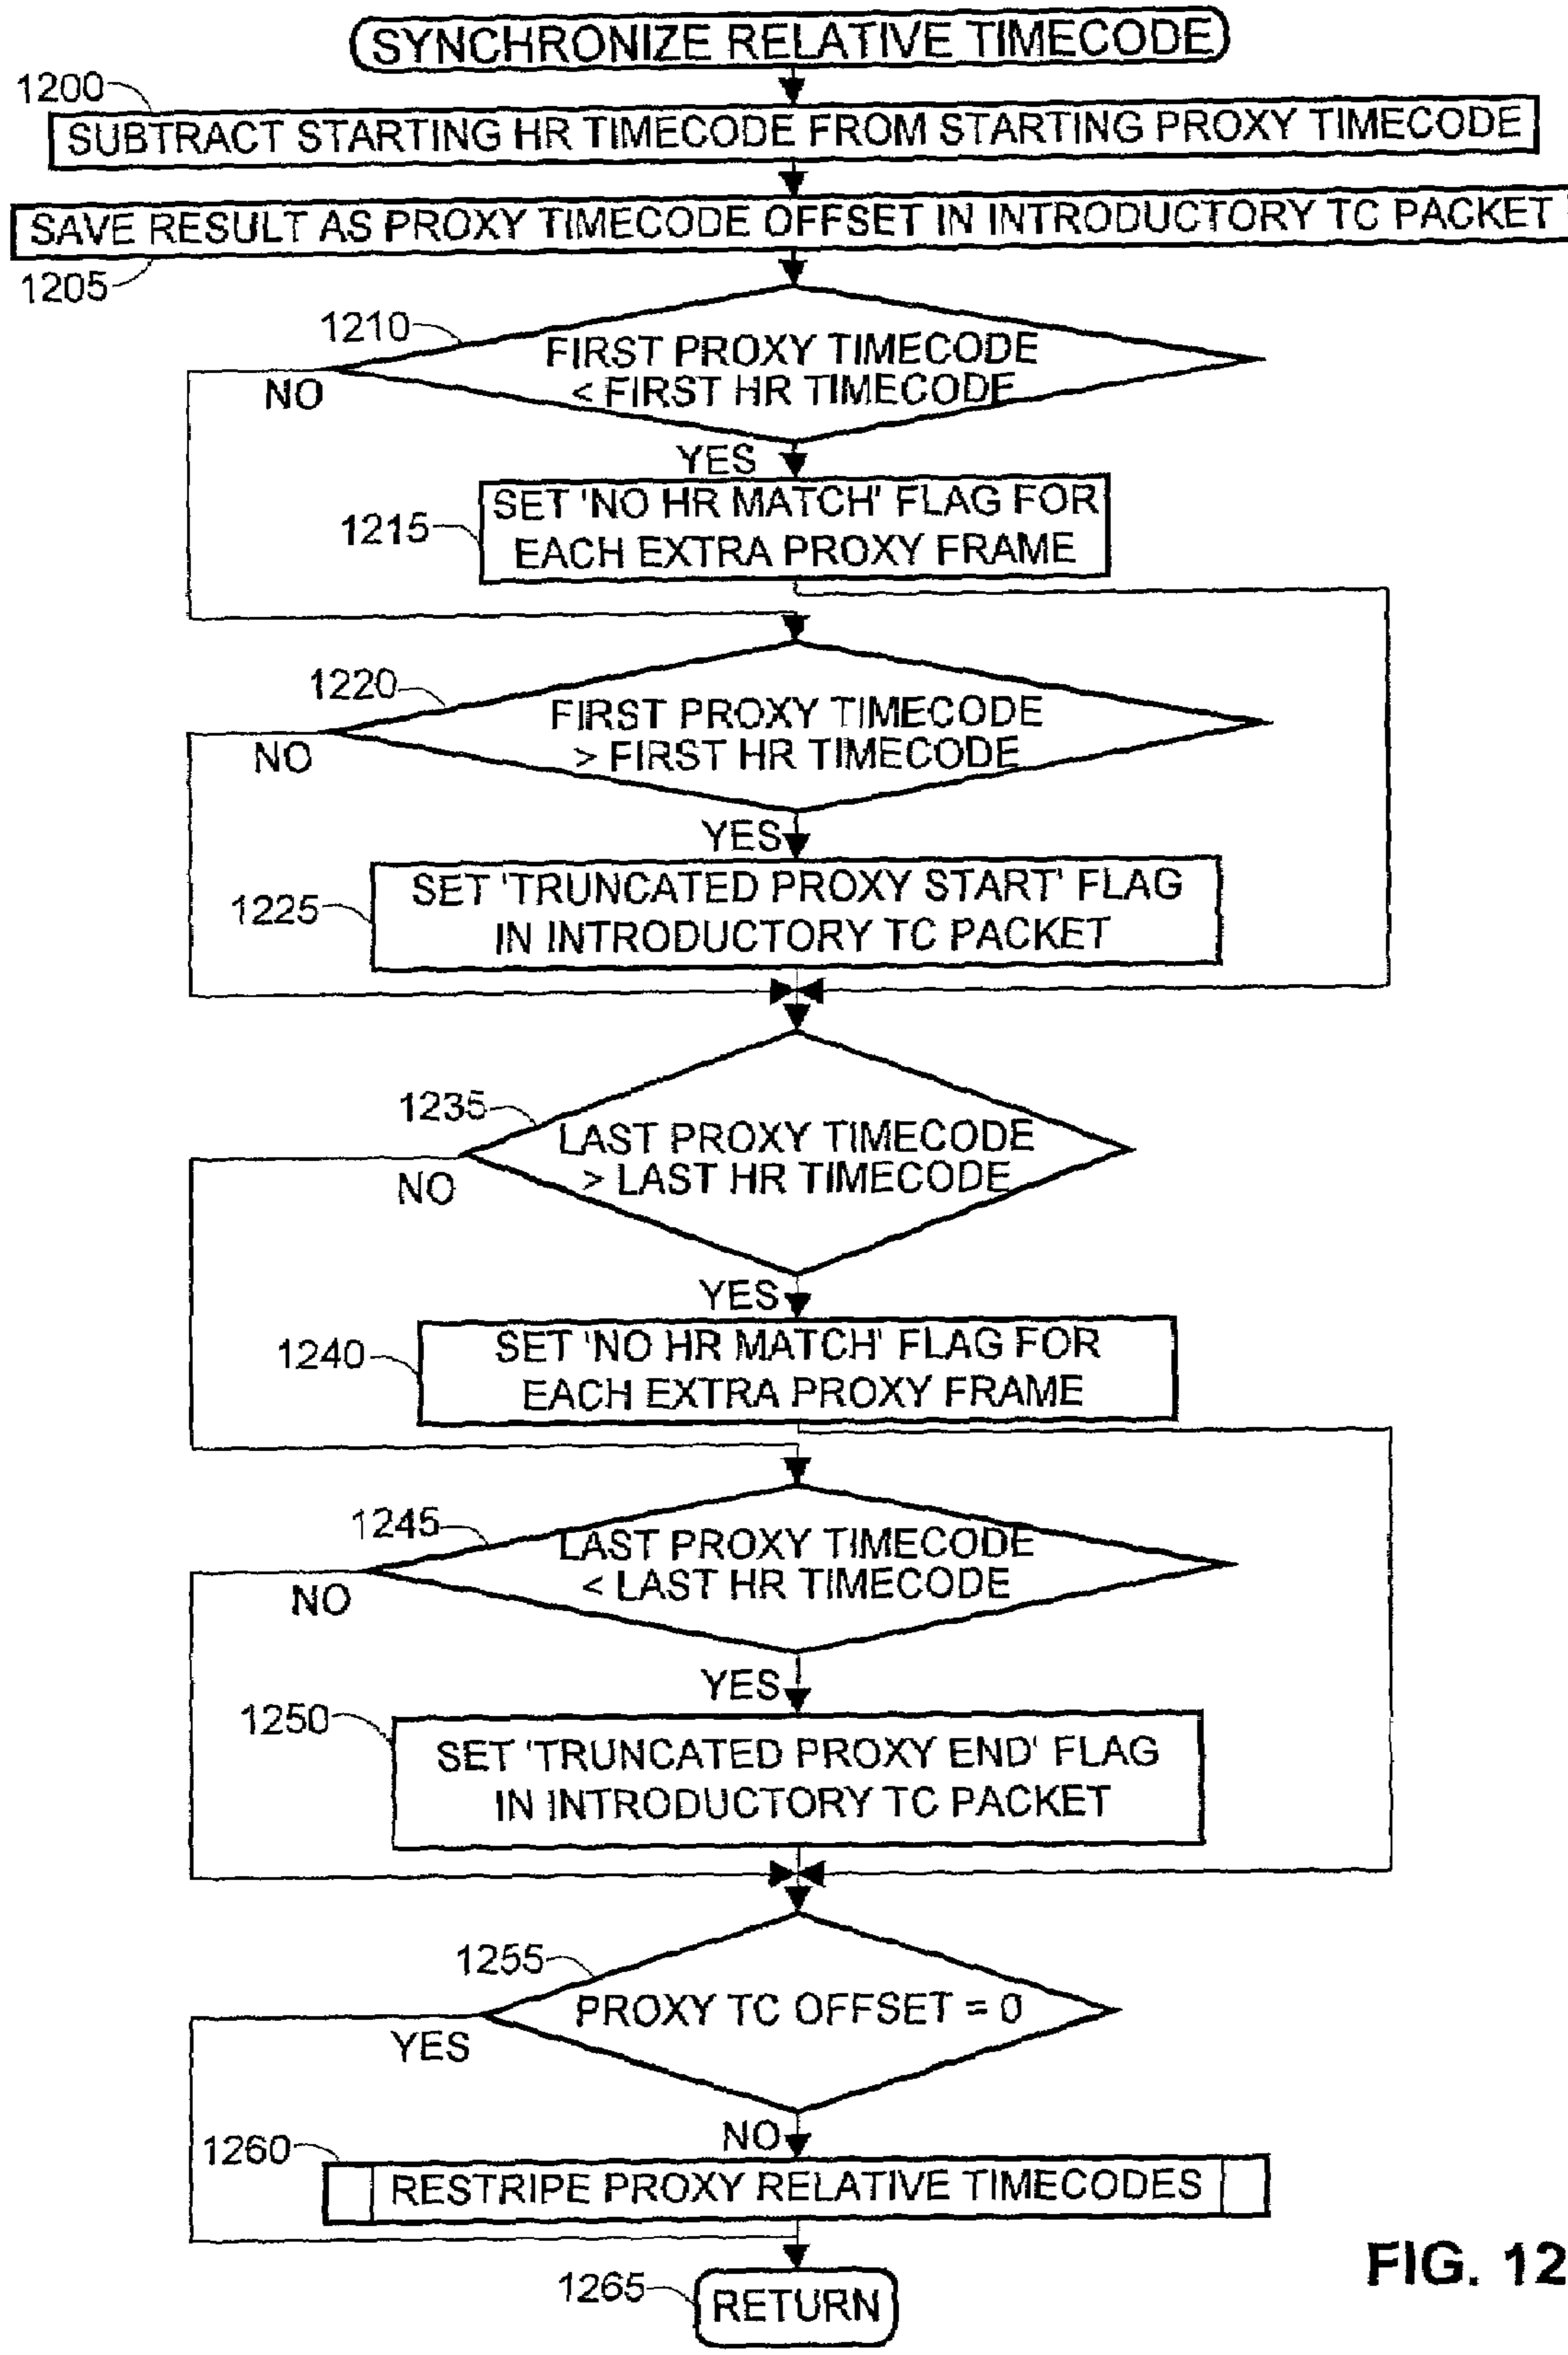 SYNCHRONIZE RELATIVE TIMECODE
1200
SUBTRACT STARTING HR TIMECODE FROM STARTING PROXY TIMECODE
SAVE RESULT AS PROXY TIMECODE OFFSET IN INTRODUCTORY TC PACKET
1205
1210
FIRST PROXY TIMECODE
< FIRST HR TIMECODE
NO
YES
1215
SET 'NO HR MATCH' FLAG FOR
EACH EXTRA PROXY FRAME
1220
FIRST PROXY TIMECODE
> FIRST HR TIMECODE
NO
YES
1225
SET 'TRUNCATED PROXY START' FLAG
IN INTRODUCTORY TC PACKET
1235
LAST PROXY TIMECODE
> LAST HR TIMECODE
NO
YES
1240
SET 'NO HR MATCH' FLAG FOR
EACH EXTRA PROXY FRAME
1245
LAST PROXY TIMECODE
< LAST HR TIMECODE
NO
YES
1250
SET 'TRUNCATED PROXY END' FLAG
IN INTRODUCTORY TC PACKET
1255
PROXY TC OFFSET = 0
YES
NO
1260
RESTRIPE PROXY RELATIVE TIMECODES
1265
RETURN
FIG. 12